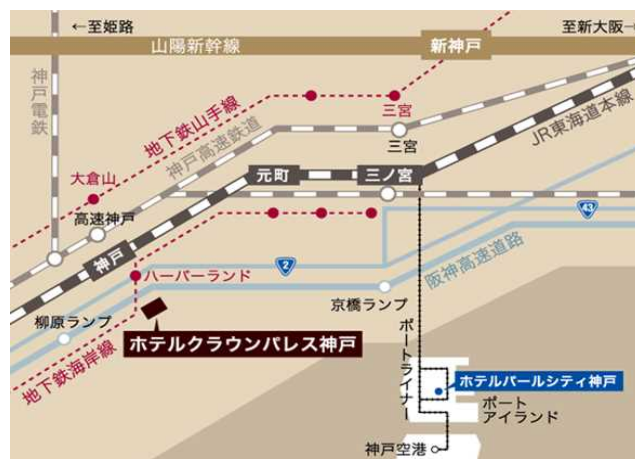 ←至姫路
至新大阪→
山陽新幹線
新神戸
神戸電鉄
地下鉄山手線
三宮
神戸高速鉄道
三宮
JR東海道本線
大倉山
元町
三ノ宮
高速神戸
神戸
43
2
阪神高速道路
ハーバーランド
京橋ランプ
柳原ランプ
ホテルクラウンパレス神戸
地下鉄海岸線
ポートライナー
ホテルパールシティ神戸
ポート
アイランド
神戸空港